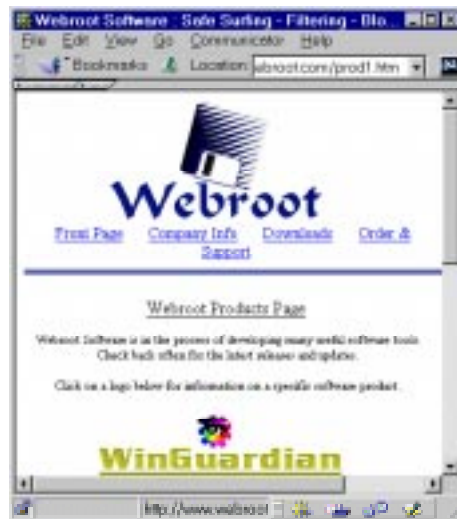 Webroot Software : Safe Surfing - Filtering - Blo...
File Edit View Go Communicator Help
Bookmarks Location: ebroot.com/prod1.htm
Webroot
Front Page Company Info Downloads Order &
Support
Webroot Products Page
Webroot Software is in the process of developing many useful software tools.
Check back often for the latest releases and updates.
Click on a logo below for information on a specific software product.
WinGuardian
http://www.webroot